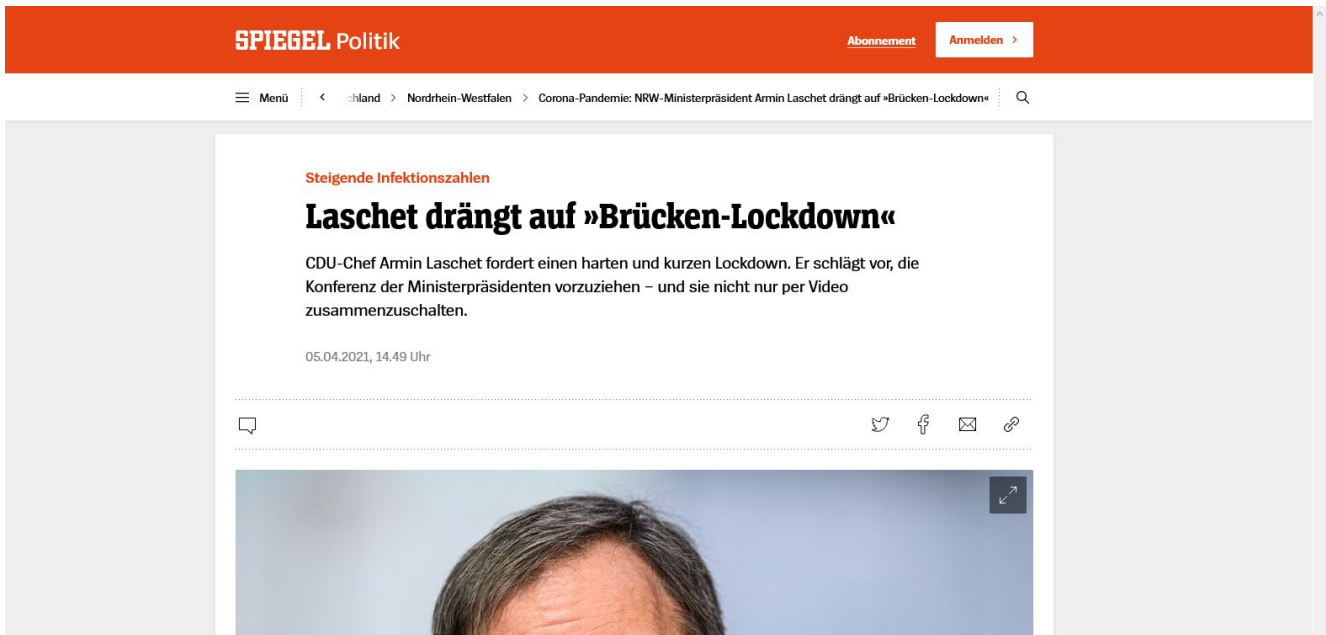 SPIEGEL Politik
Abonnement
Anmelden >
Menü
< chland > Nordrhein-Westfalen > Corona-Pandemie: NRW-Ministerpräsident Armin Laschet drängt auf »Brücken-Lockdown«
Steigende Infektionszahlen
Laschet drängt auf »Brücken-Lockdown«
CDU-Chef Armin Laschet fordert einen harten und kurzen Lockdown. Er schlägt vor, die
Konferenz der Ministerpräsidenten vorzuziehen – und sie nicht nur per Video
zusammenzuschalten.
05.04.2021, 14.49 Uhr